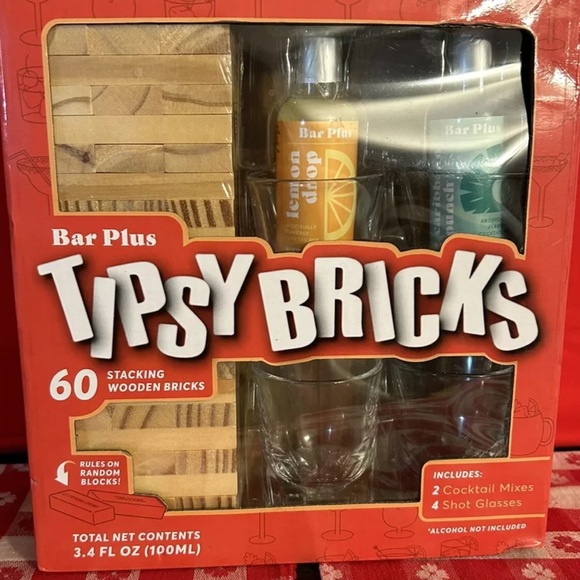 Bar Plus
lemon
drop
Bar Plus
caribbean
punch
Bar Plus
TIPSY BRICKS
60 STACKING
WOODEN BRICKS
RULES ON
RANDOM
BLOCKS!
INCLUDES:
2 Cocktail Mixes
4 Shot Glasses
*ALCOHOL NOT INCLUDED
TOTAL NET CONTENTS
3.4 FL OZ (100ML)